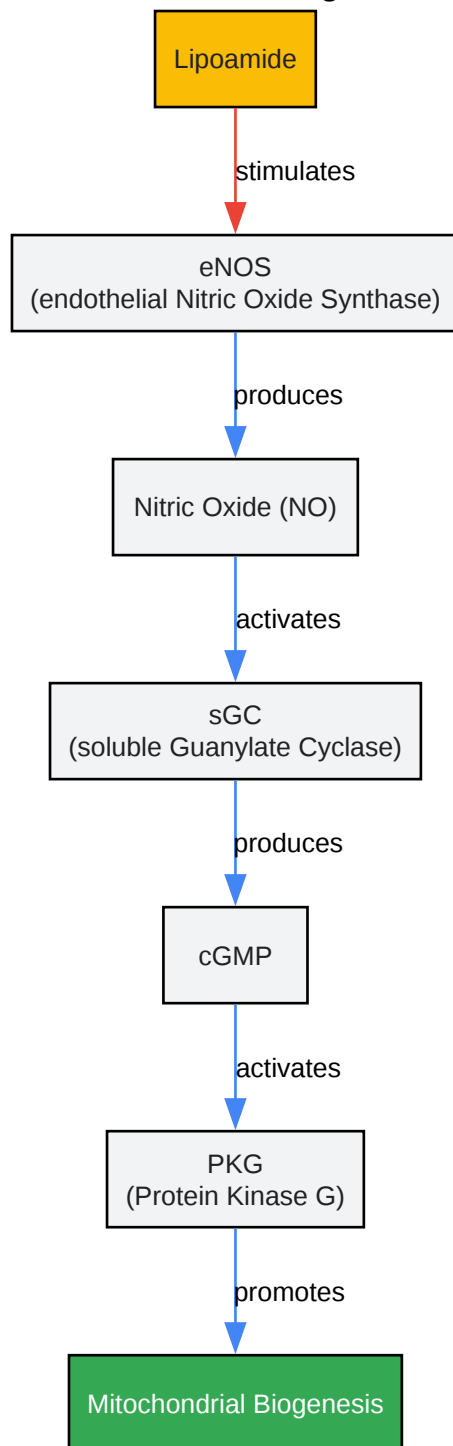 Lipoamide
stimulates
eNOS
(endothelial Nitric Oxide Synthase)
produces
Nitric Oxide (NO)
activates
sGC
(soluble Guanylate Cyclase)
produces
cGMP
activates
PKG
(Protein Kinase G)
promotes
Mitochondrial Biogenesis